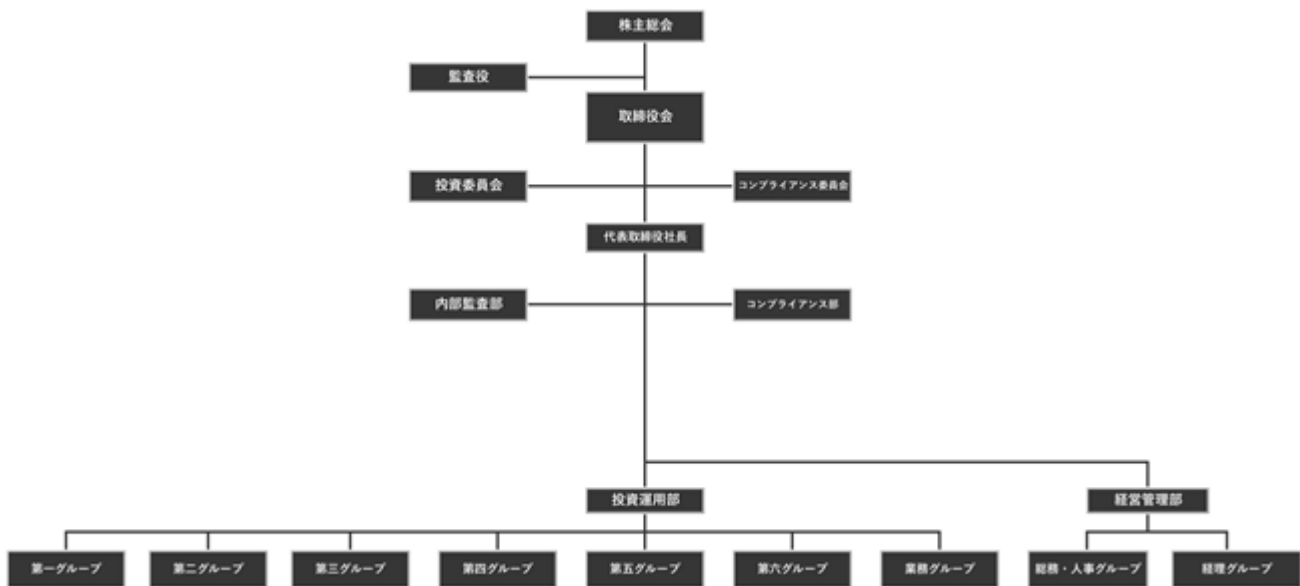 株主総会
監査役
取締役会
投資委員会
コンプライアンス委員会
代表取締役社長
内部監査部
コンプライアンス部
投資運用部
経営管理部
第一グループ
第二グループ
第三グループ
第四グループ
第五グループ
第六グループ
業務グループ
総務・人事グループ
経理グループ